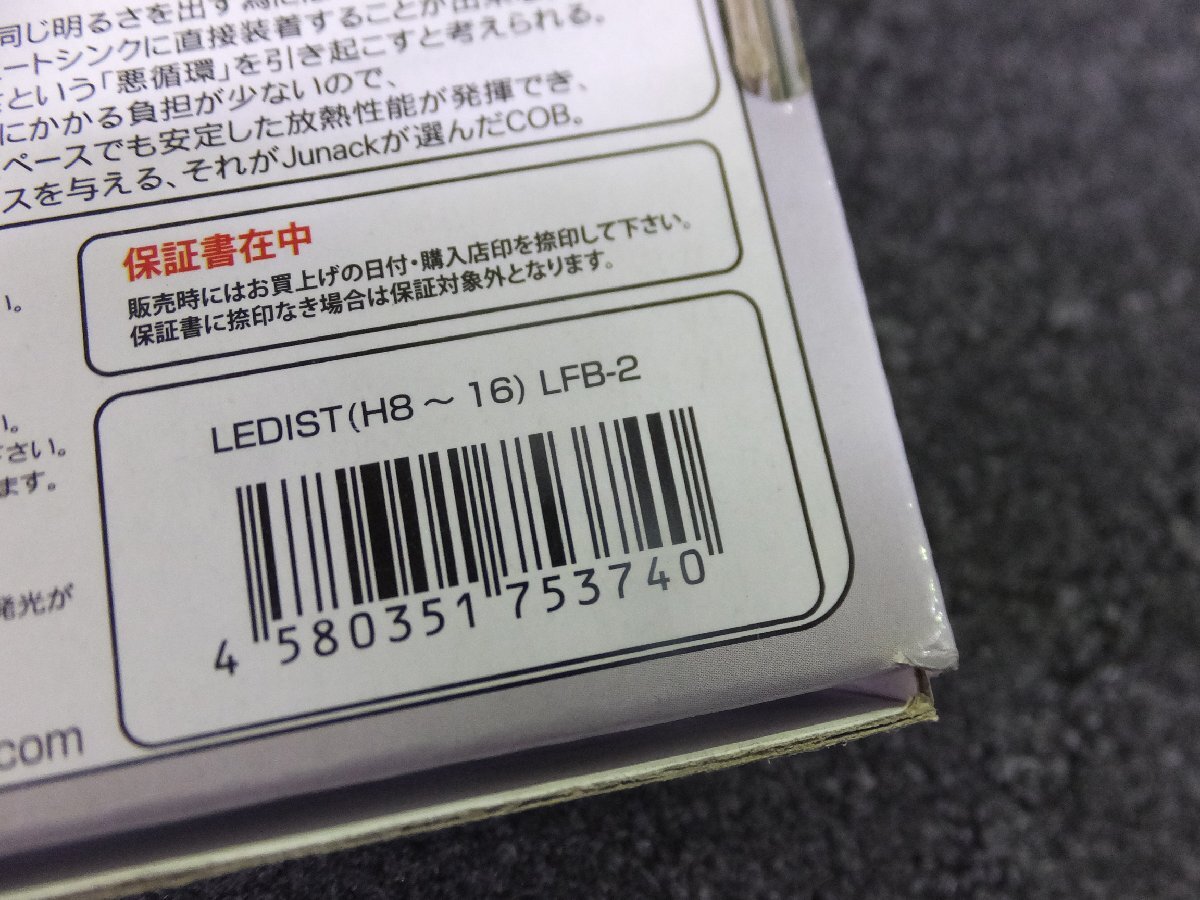 同じ明るさを出す為に
ートシンクに直接装着することが出来
という「悪循環」を引き起こすと考えられる。
にかかる負担が少ないので、
ペースでも安定した放熱性能が発揮でき、
スを与える、それがJunackが選んだCOB。
保証書在中
販売時にはお買上げの日付・購入店印を捺印して下さい。
保証書に捺印なき場合は保証対象外となります。
い。
LEDIST(H8～16) LFB-2
い。
さい。
ます。
発光が
4 580351 753740
.com